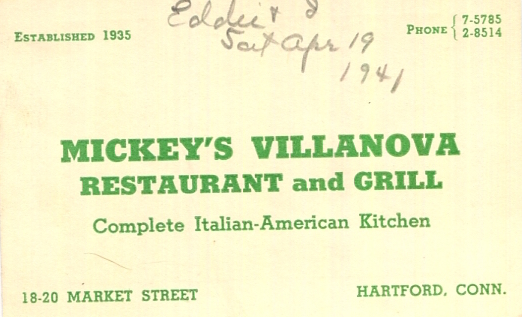 Eddie & I
Sat Apr 19
1941
ESTABLISHED 1935
PHONE { 7-5785
2-8514
MICKEY'S VILLANOVA
RESTAURANT and GRILL
Complete Italian-American Kitchen
18-20 MARKET STREET
HARTFORD, CONN.